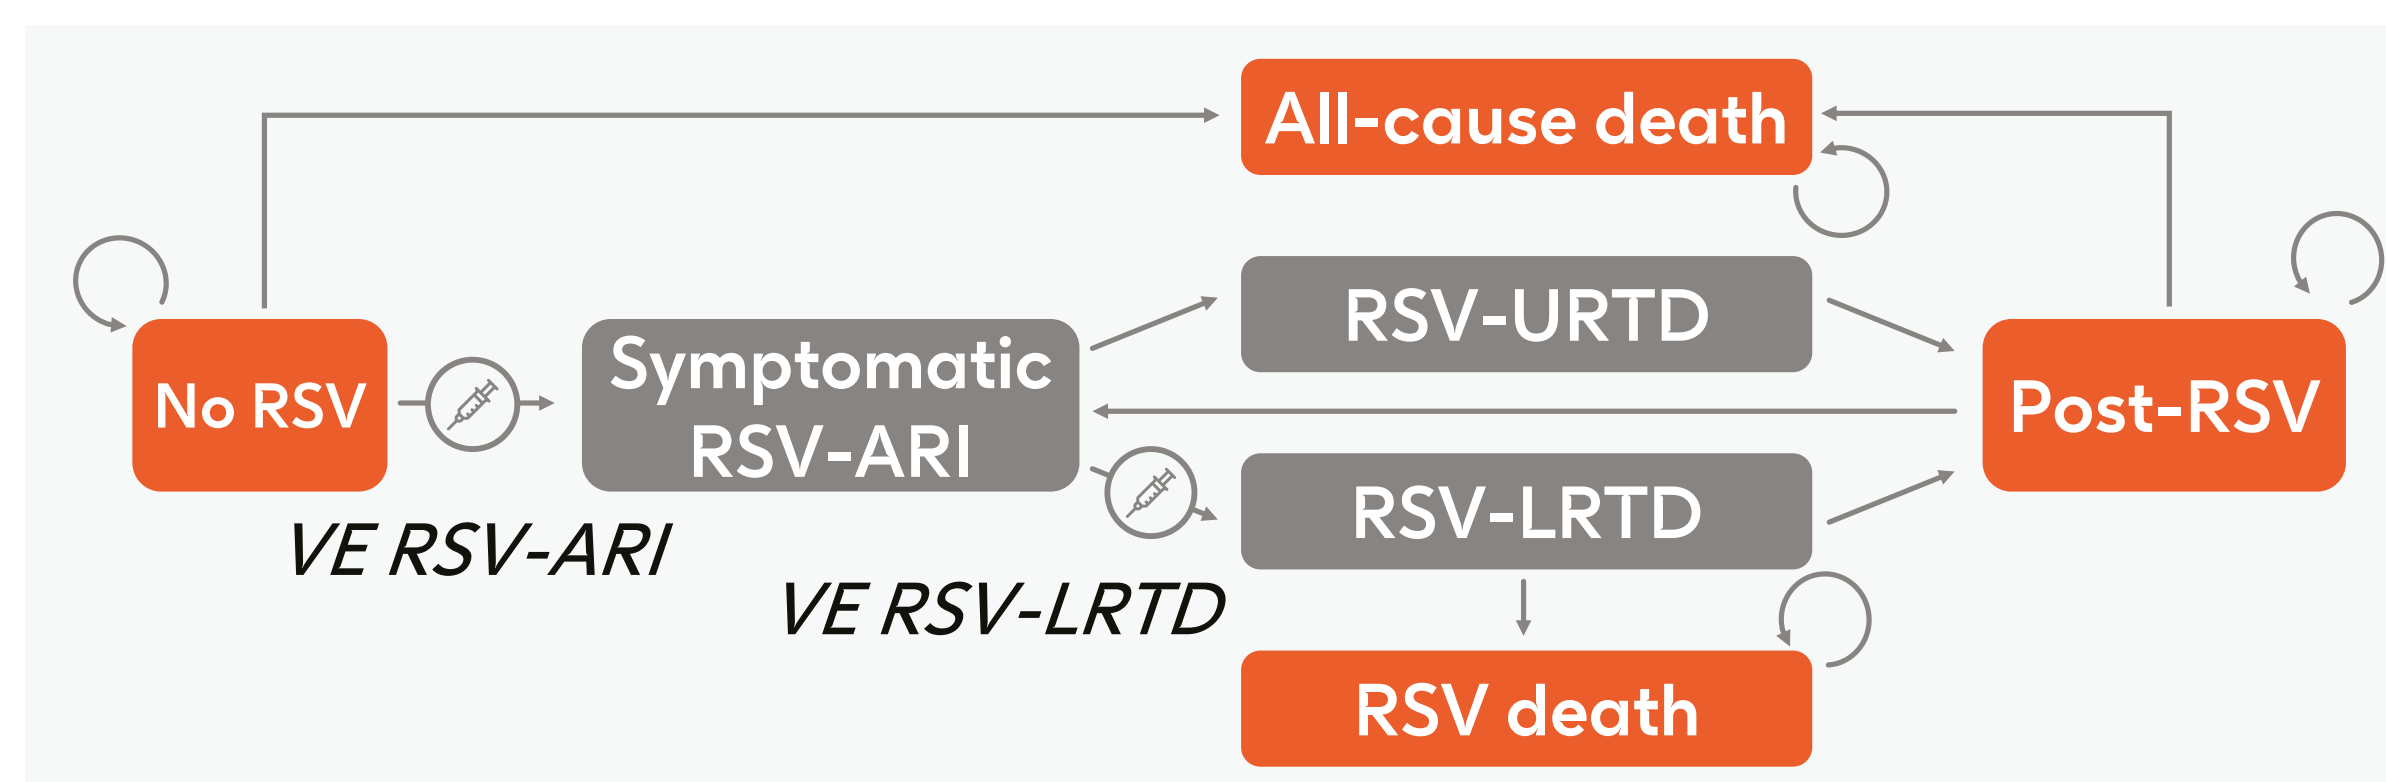 All-cause death
RSV-URTD
No RSV
Symptomatic
RSV-ARI
Post-RSV
RSV-LRTD
VE RSV-ARI
VE RSV-LRTD
RSV death